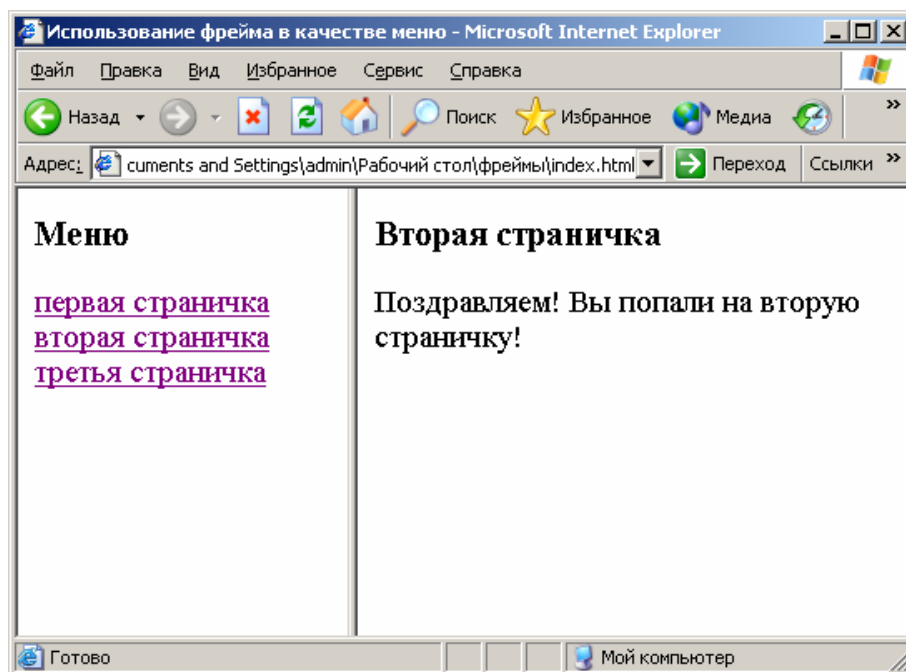 Использование фрейма в качестве меню - Microsoft Internet Explorer
Файл Правка Вид Избранное Сервис Справка
Назад Поиск Избранное Медиа »
Адрес: cuments and Settings\admin\Рабочий стол\фреймы\index.html Переход Ссылки »
Меню
первая страничка
вторая страничка
третья страничка
Вторая страничка
Поздравляем! Вы попали на вторую
страничку!
Готово Мой компьютер